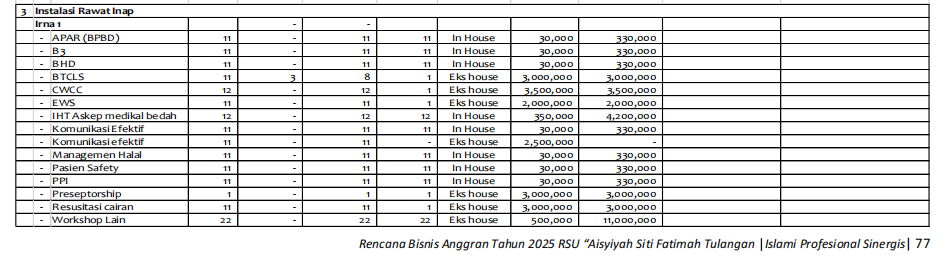 3 Instalasi Rawat Inap
Irna 1 - -
- APAR (BPBD) 11 - 11 11 In House 30,000 330,000
- B3 11 - 11 11 In House 30,000 330,000
- BHD 11 - 11 11 In House 30,000 330,000
- BTCLS 11 3 8 1 Eks house 3,000,000 3,000,000
- CWCC 12 - 12 1 Eks house 3,500,000 3,500,000
- EWS 11 - 11 1 Eks house 2,000,000 2,000,000
- IHT Askep medikal bedah 12 - 12 12 In House 350,000 4,200,000
- Komunikasi Efektif 11 - 11 11 In House 30,000 330,000
- Komunikasi efektif 11 - 11 - Eks house 2,500,000 -
- Managemen Halal 11 - 11 11 In House 30,000 330,000
- Pasien Safety 11 - 11 11 In House 30,000 330,000
- PPI 11 - 11 11 In House 30,000 330,000
- Preseptorship 1 - 1 1 Eks house 3,000,000 3,000,000
- Resusitasi cairan 11 - 11 1 Eks house 3,000,000 3,000,000
- Workshop Lain 22 - 22 22 Eks house 500,000 11,000,000
Rencana Bisnis Anggran Tahun 2025 RSU “Aisyiyah Siti Fatimah Tulangan |Islami Profesional Sinergis| 77